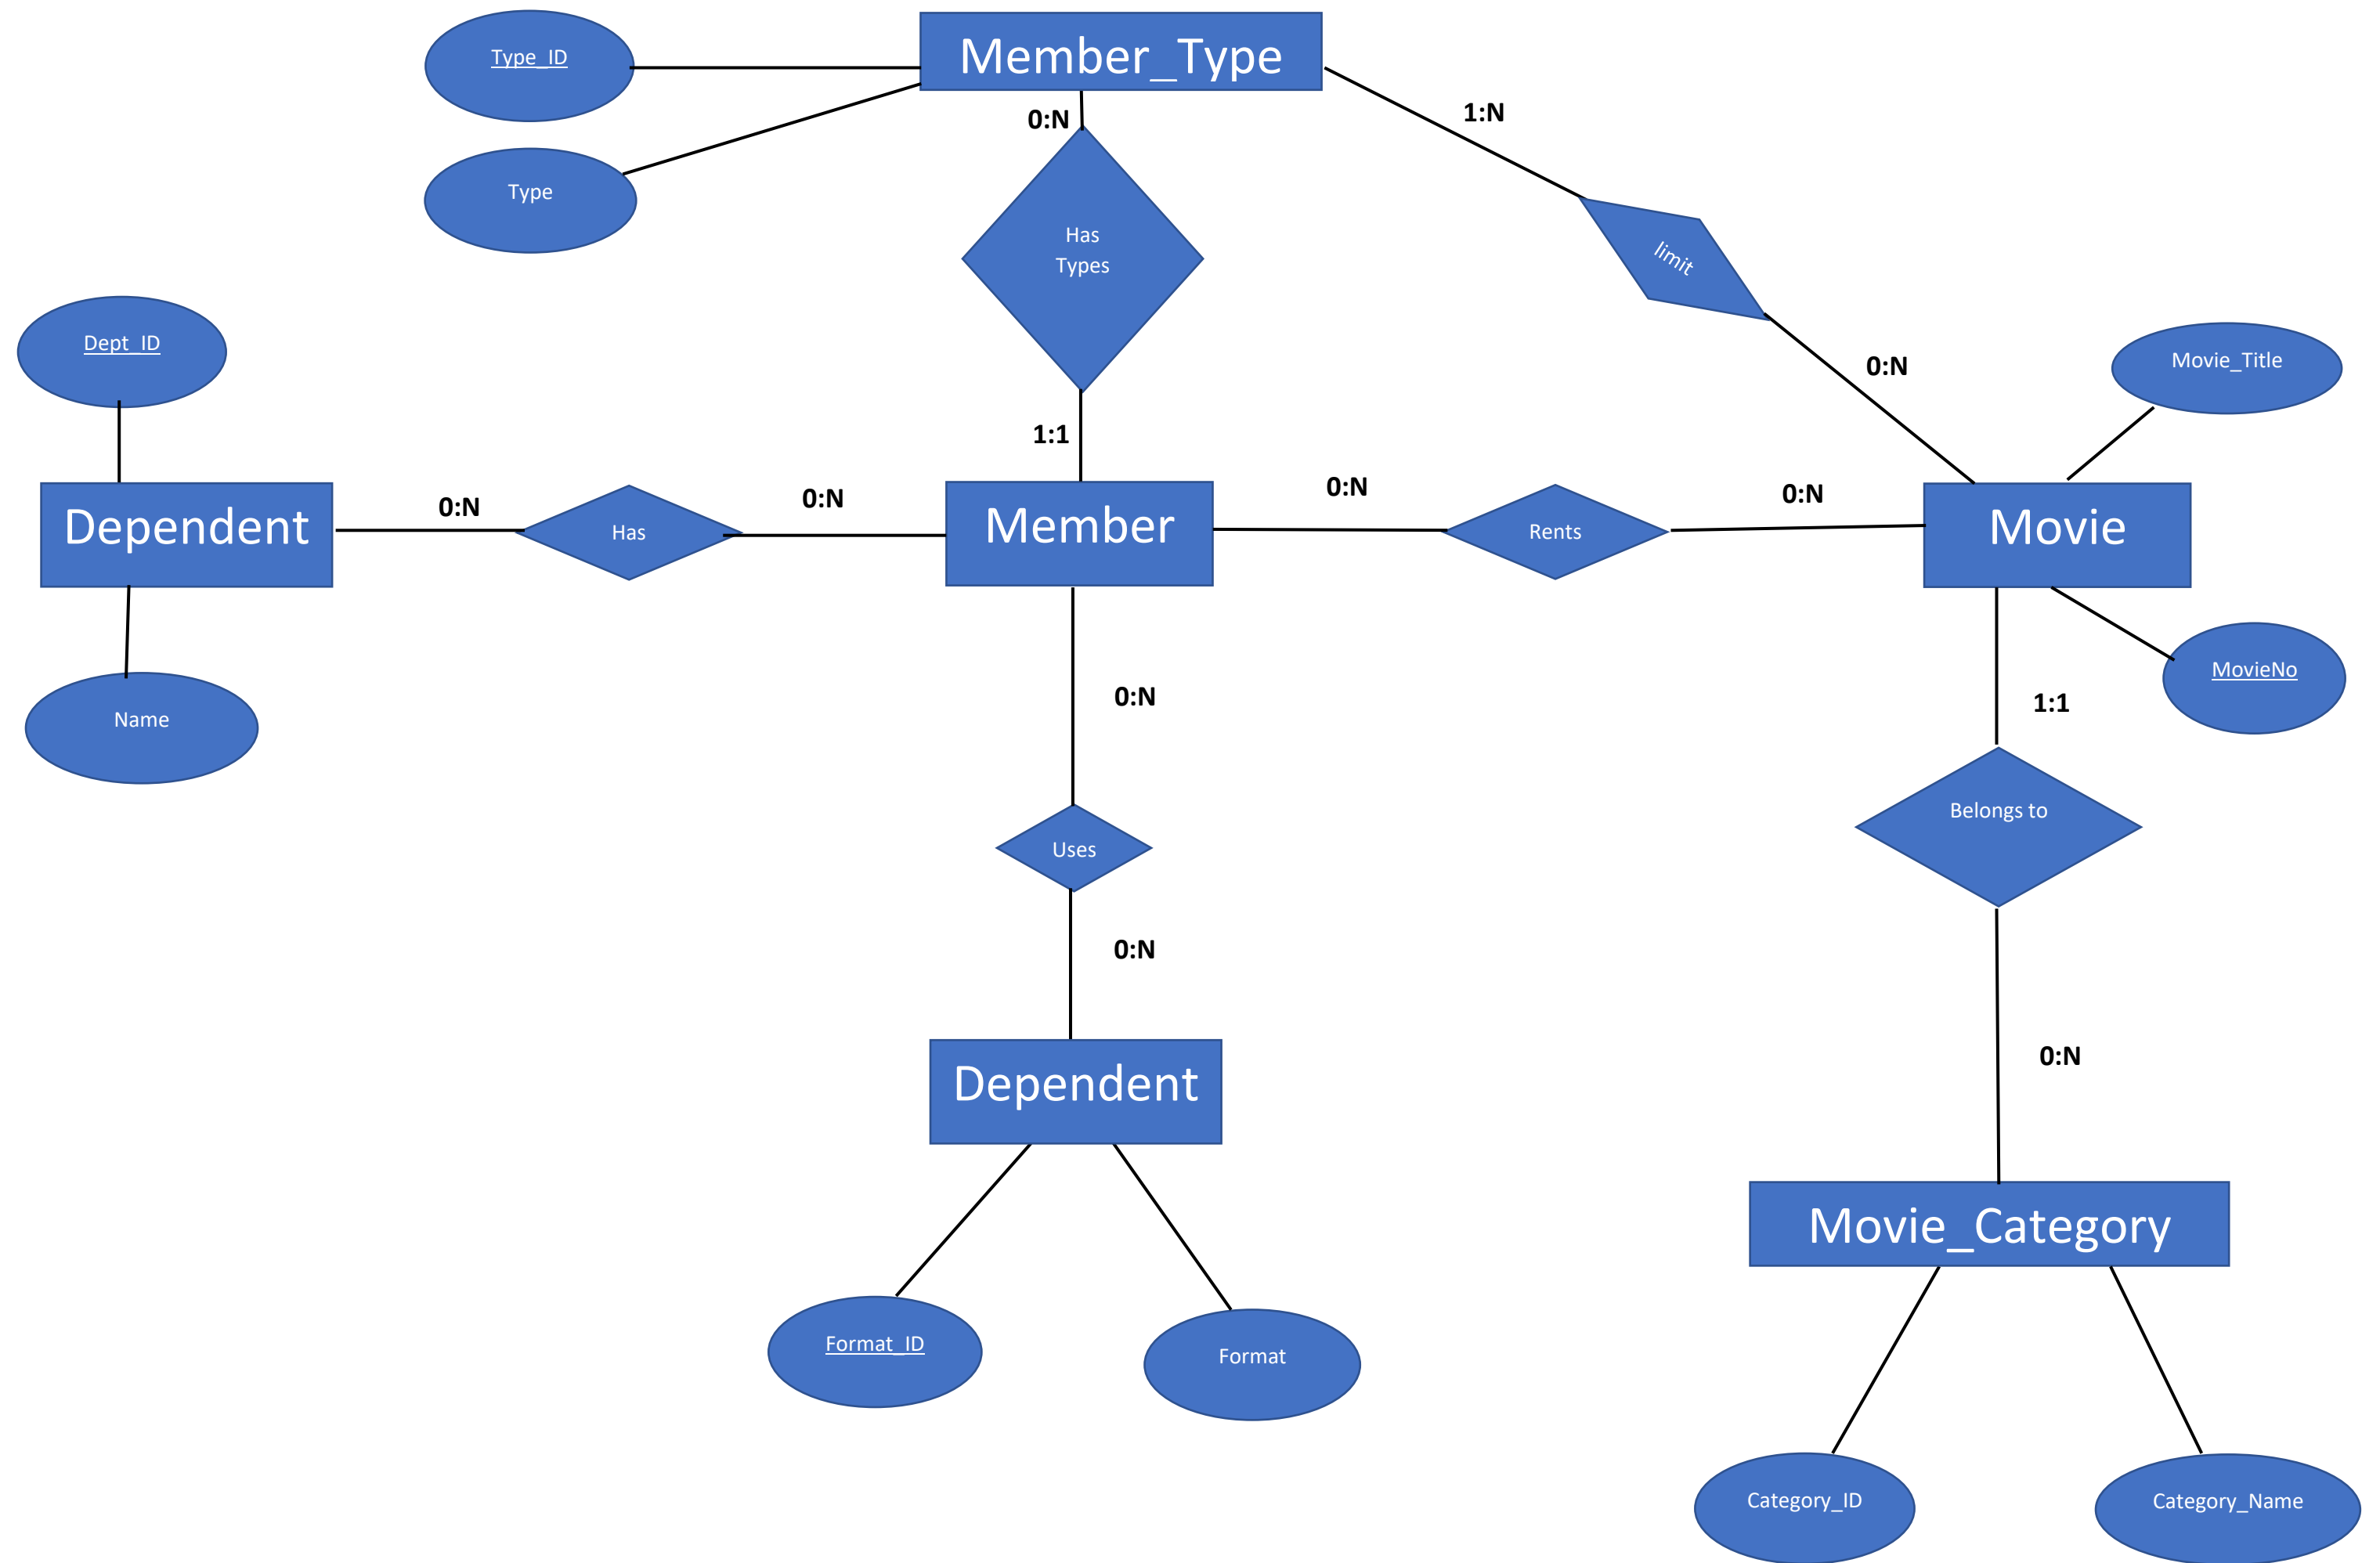 Type_ID
Member_Type
0:N
1:N
Type
Has
Types
limit
Dept_ID
0:N
Movie_Title
1:1
Dependent
0:N
Has
0:N
Member
0:N
Rents
0:N
Movie
Name
0:N
MovieNo
1:1
Uses
Belongs to
0:N
0:N
Dependent
Movie_Category
Format_ID
Format
Category_ID
Category_Name